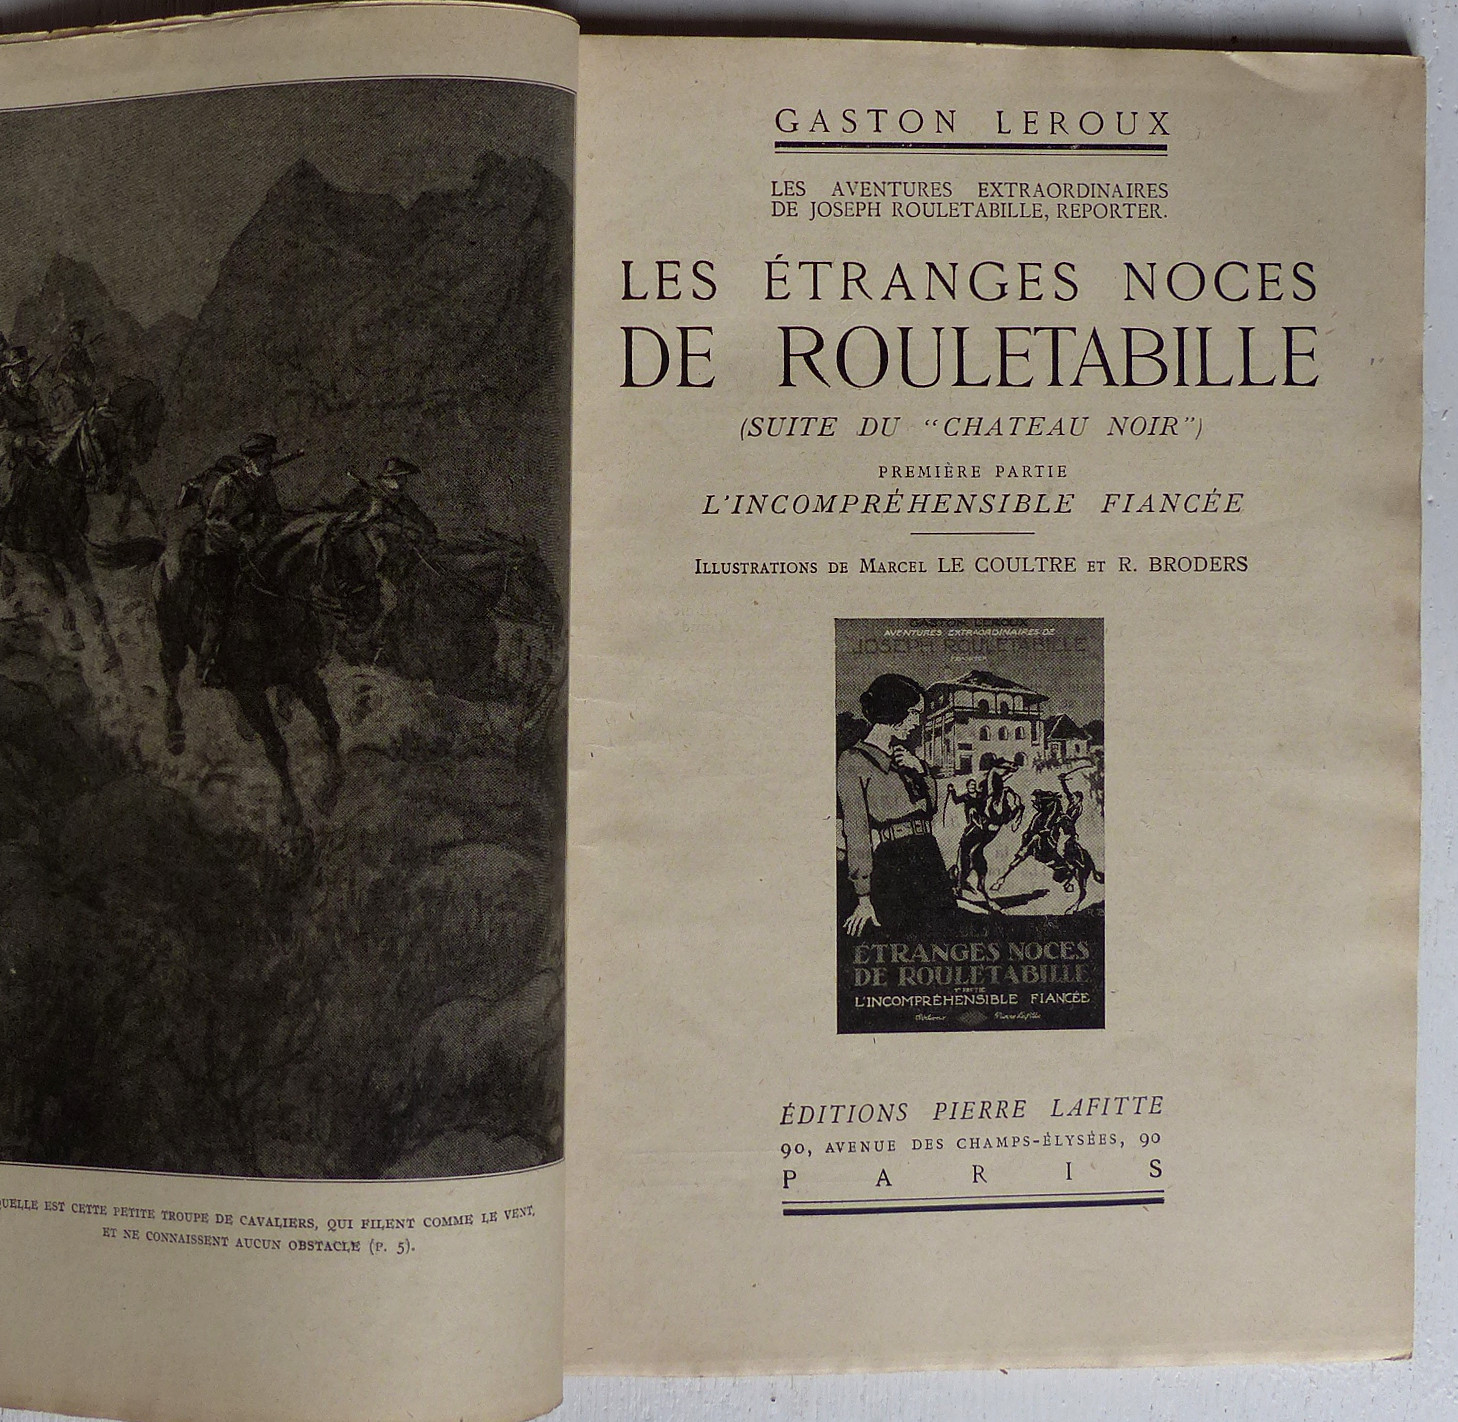 QUELLE EST CETTE PETITE TROUPE DE CAVALIERS, QUI FILENT COMME LE VENT,
ET NE CONNAISSENT AUCUN OBSTACLE (P. 5).
GASTON LEROUX
LES AVENTURES EXTRAORDINAIRES
DE JOSEPH ROULETABILLE, REPORTER.
LES ÉTRANGES NOCES
DE ROULETABILLE
(SUITE DU “CHATEAU NOIR”)
PREMIÈRE PARTIE
L'INCOMPRÉHENSIBLE FIANCÉE
ILLUSTRATIONS DE MARCEL LE COULTRE ET R. BRODERS
GASTON LEROUX
AVENTURES EXTRAORDINAIRES DE
JOSEPH ROULETABILLE
ÉTRANGES NOCES
DE ROULETABILLE
L'INCOMPRÉHENSIBLE FIANCÉE
Pierre Lafitte
ÉDITIONS PIERRE LAFITTE
90, AVENUE DES CHAMPS-ÉLYSÉES, 90
PARIS